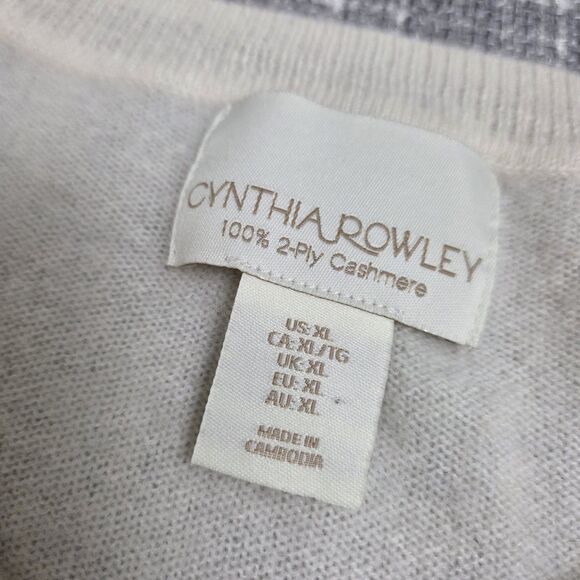 CYNTHIA ROWLEY
100% 2-Ply Cashmere
US: XL
CA: XL/TG
UK: XL
EU: XL
AU: XL
MADE IN
CAMBODIA